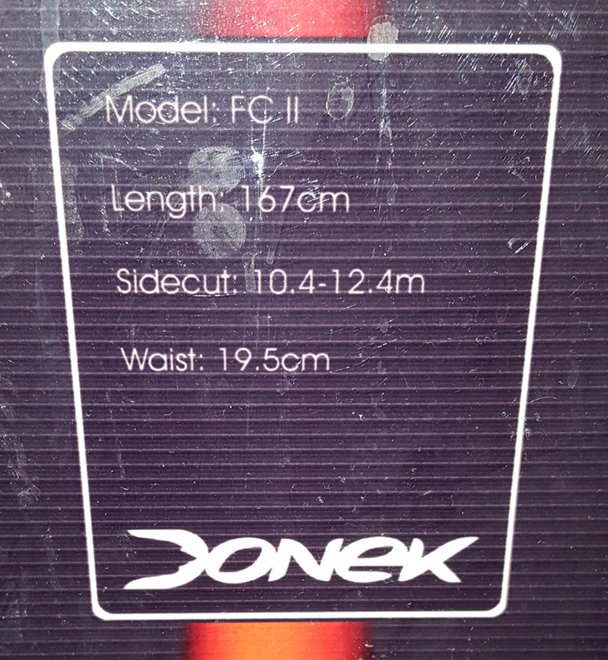 Model: FC II
Length: 167cm
Sidecut: 10.4-12.4m
Waist: 19.5cm
DONEK